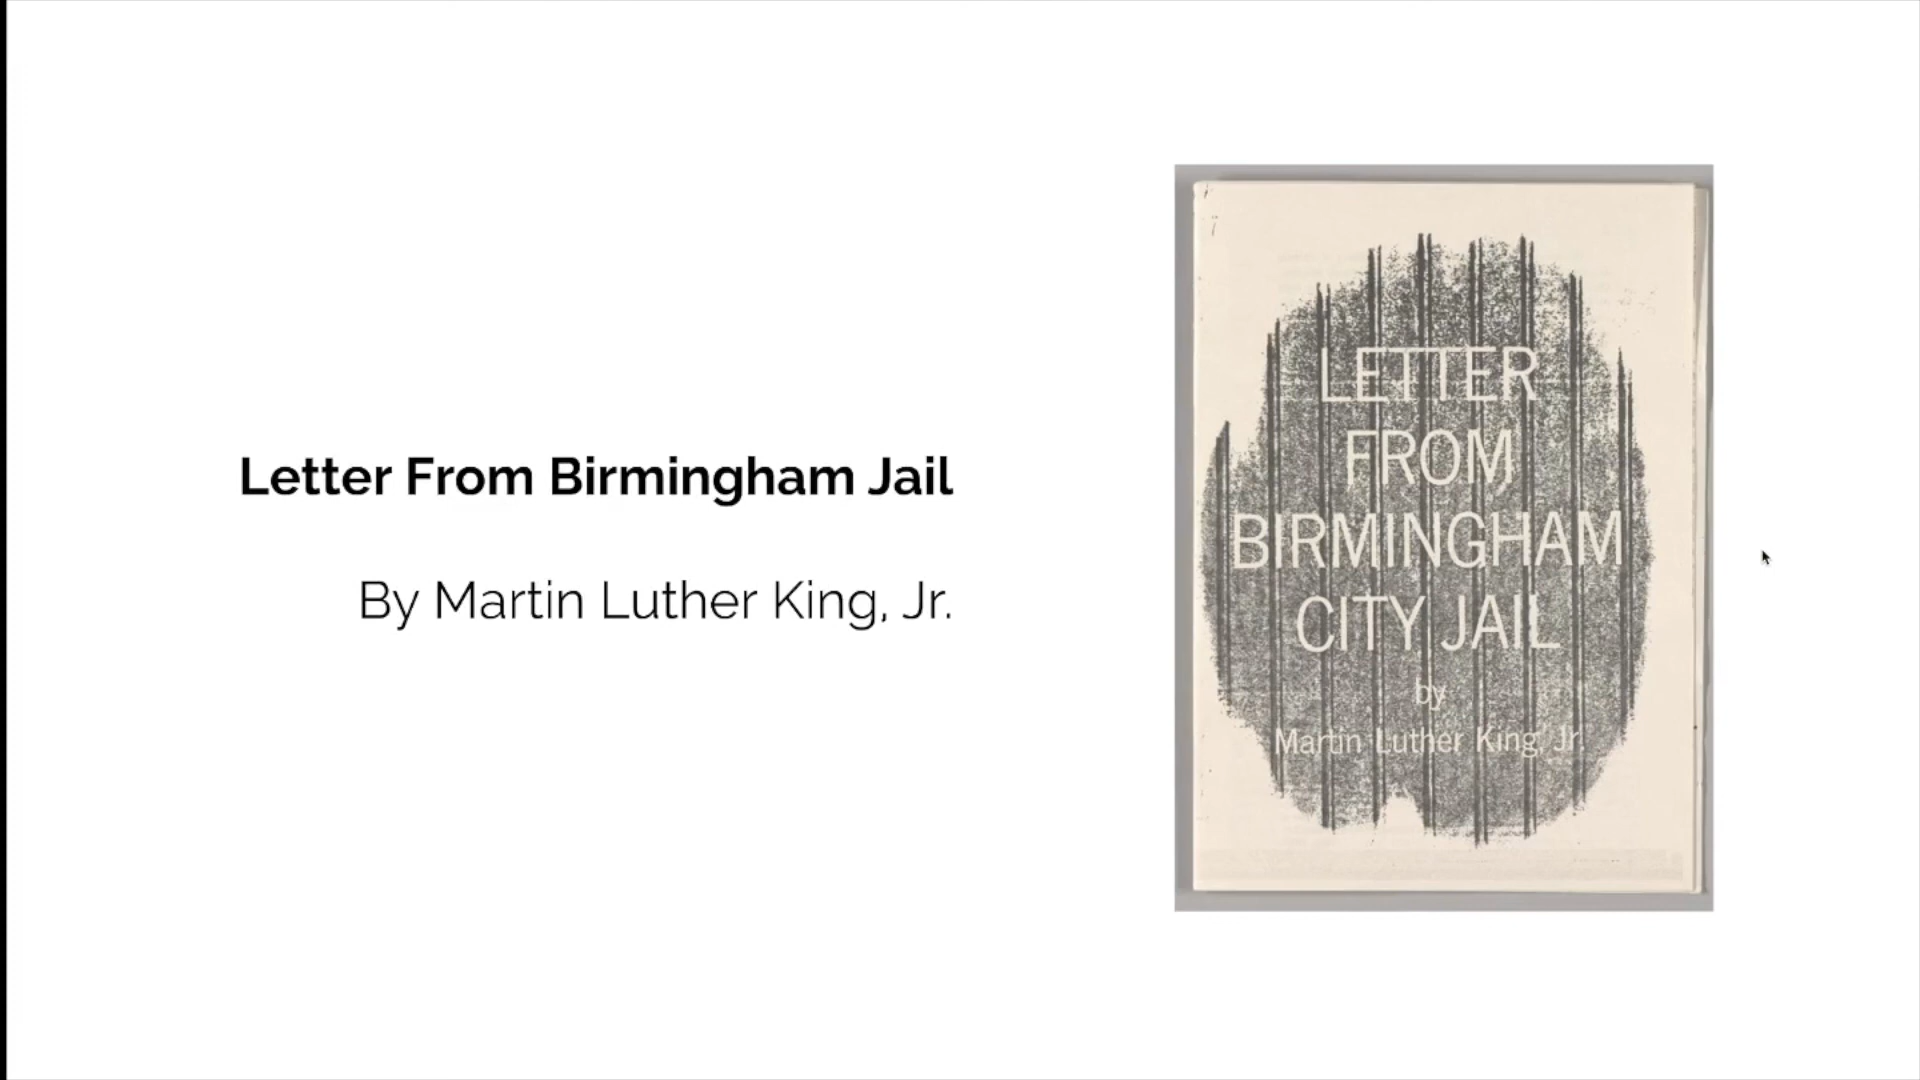 Letter From Birmingham Jail
By Martin Luther King, Jr.
LETTER
FROM
BIRMINGHAM
CITY JAIL
by
Martin Luther King, Jr.